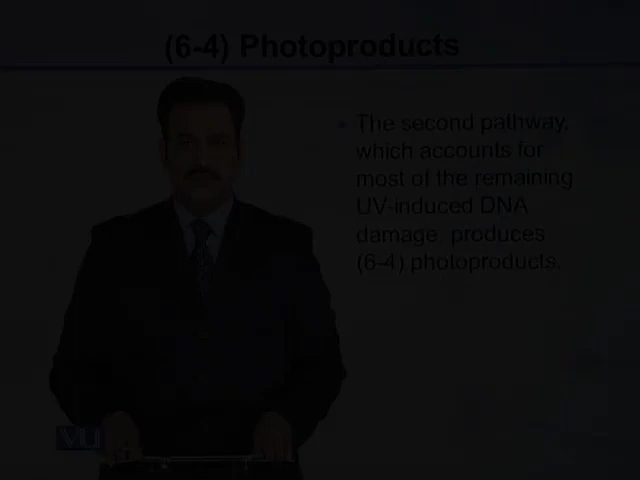 (6-4) Photoproducts
The second pathway,
which accounts for
most of the remaining
UV-induced DNA
damage, produces
(6-4) photoproducts.
VU